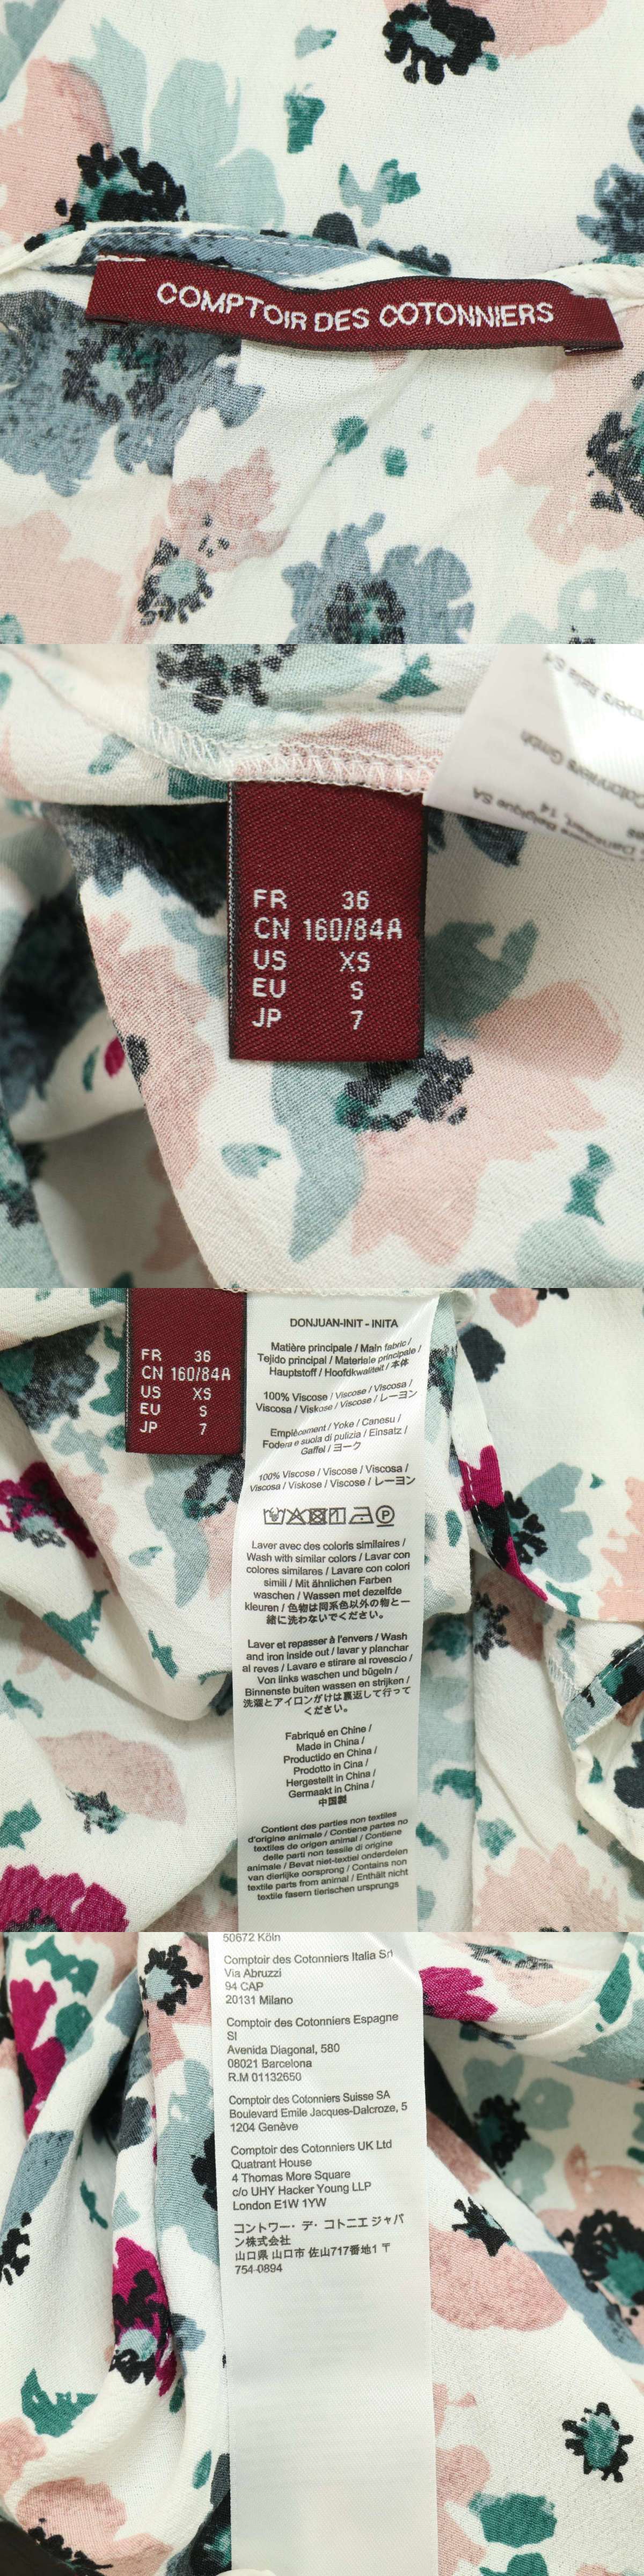 COMPTOIR DES COTONNIERS
Cotonniers Gmbh
Belgique SA
14
FR 36
CN 160/84A
US XS
EU S
JP 7
FR 36
CN 160/84A
US XS
EU S
JP 7
DONJUAN-INIT - INITA
Matière principale / Main fabric /
Tejido principal / Materiale principale /
Hauptstoff / Hoofdkwaliteit / 本体
100% Viscose / Viscose / Viscosa /
Viscosa / Viskose / Viscose / レーヨン
Emplècement / Yoke / Canesu /
Fodera e suola di pulizia / Einsatz /
Gaffel / ヨーク
100% Viscose / Viscose / Viscosa /
Viscosa / Viskose / Viscose / レーヨン
Laver avec des coloris similaires /
Wash with similar colors / Lavar con
colores similares / Lavare con colori
simili / Mit ähnlichen Farben
waschen / Wassen met dezelfde
kleuren / 色物は同系色以外の物と一
緒に洗わないでください。
Laver et repasser à l'envers / Wash
and iron inside out / lavar y planchar
al reves / Lavare e stirare al rovescio /
Von links waschen und bügeln /
Binnenste buiten wassen en strijken /
洗濯とアイロンがけは裏返して行って
ください。
Fabriqué en Chine /
Made in China /
Productido en China /
Prodotto in Cina /
Hergestellt in China /
Germaakt in China /
中国製
Contient des parties non textiles
d'origine animale / Contiene partes no
textiles de origen animal / Contiene
delle parti non tessile di origine
animale / Bevat niet-textiel onderdelen
van dierlijke oorsprong / Contains non
textile parts from animal / Enthält nicht
textile fasern tierischen ursprungs
50672 Köln
Comptoir des Cotonniers Italia Srl
Via Abruzzi
94 CAP
20131 Milano
Comptoir des Cotonniers Espagne
Sl
Avenida Diagonal, 580
08021 Barcelona
R.M 01132650
Comptoir des Cotonniers Suisse SA
Boulevard Emile Jacques-Dalcroze, 5
1204 Genève
Comptoir des Cotonniers UK Ltd
Quatrant House
4 Thomas More Square
c/o UHY Hacker Young LLP
London E1W 1YW
コントワー・デ・コトニエ ジャパ
ン株式会社
山口県 山口市 佐山717番地1 〒
754-0894